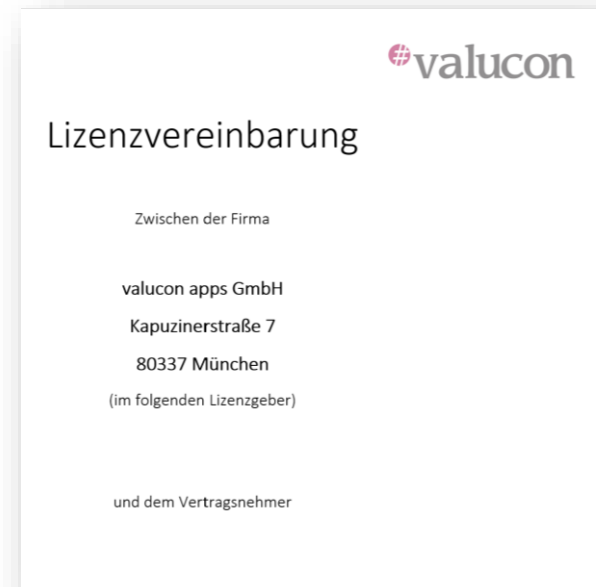 #valucon
Lizenzvereinbarung
Zwischen der Firma
valucon apps GmbH
Kapuzinerstraße 7
80337 München
(im folgenden Lizenzgeber)
und dem Vertragsnehmer